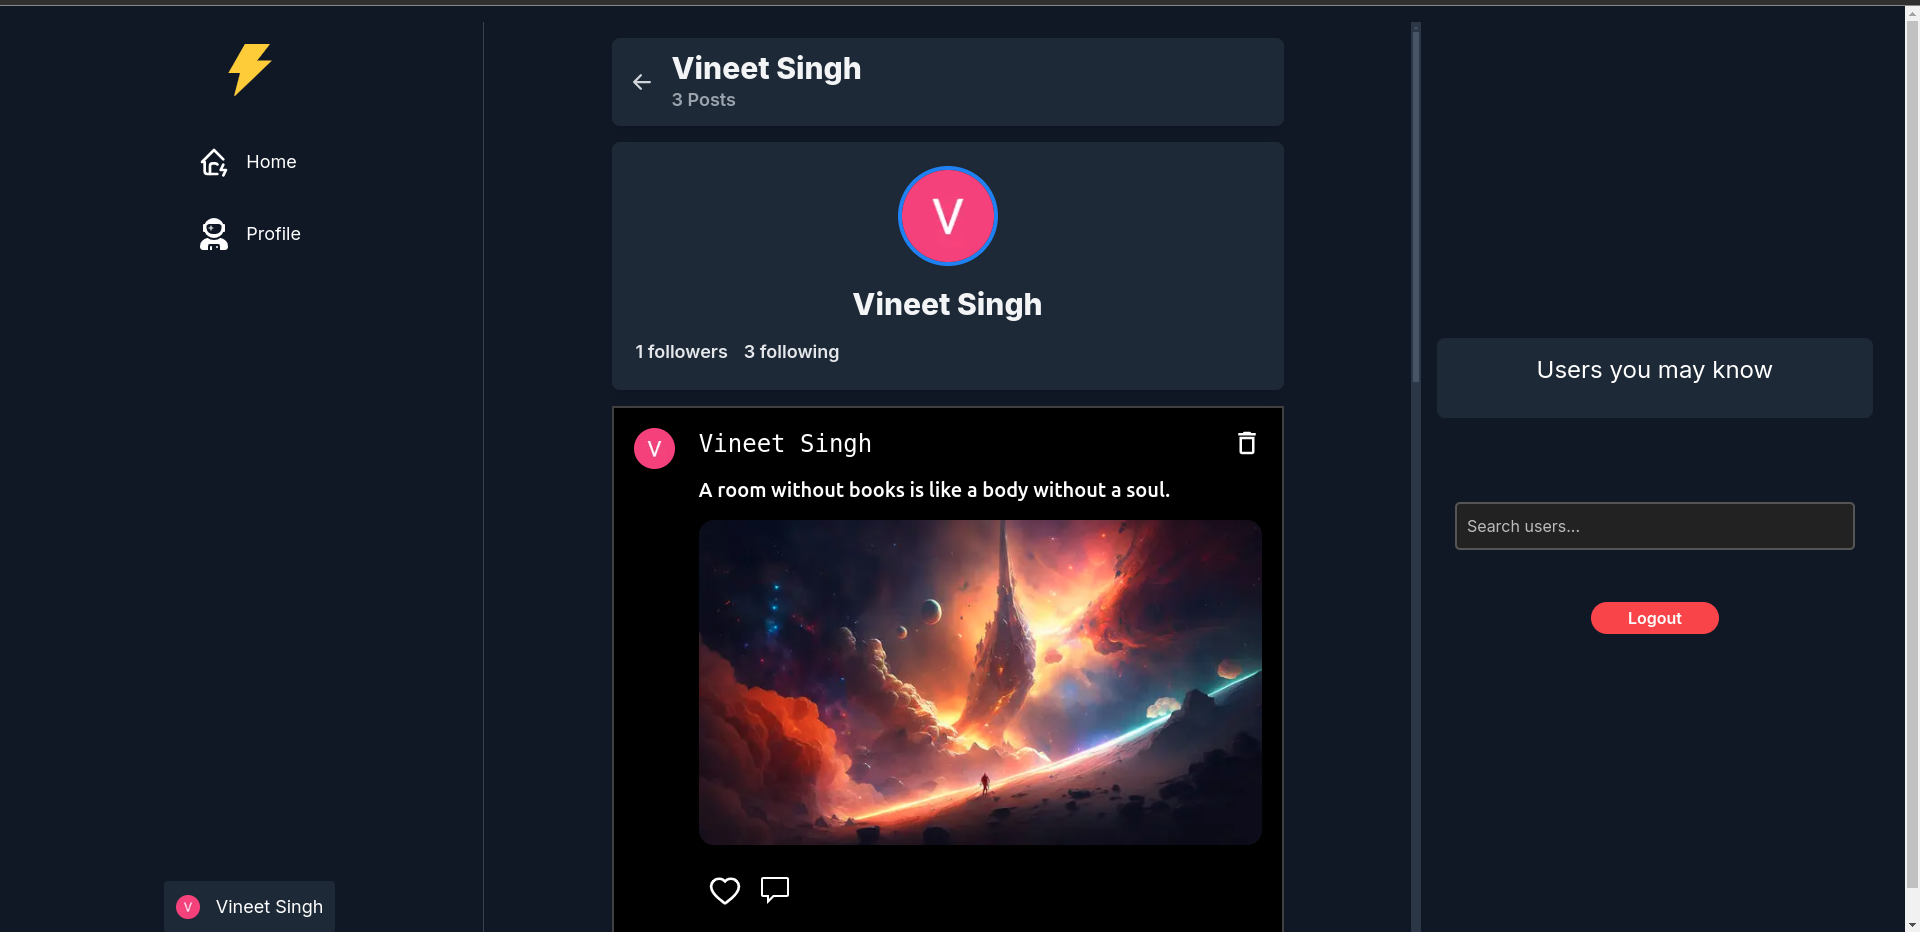 Home
Profile
V Vineet Singh
Vineet Singh
3 Posts
V
Vineet Singh
1 followers 3 following
V Vineet Singh
A room without books is like a body without a soul.
Users you may know
Search users...
Logout